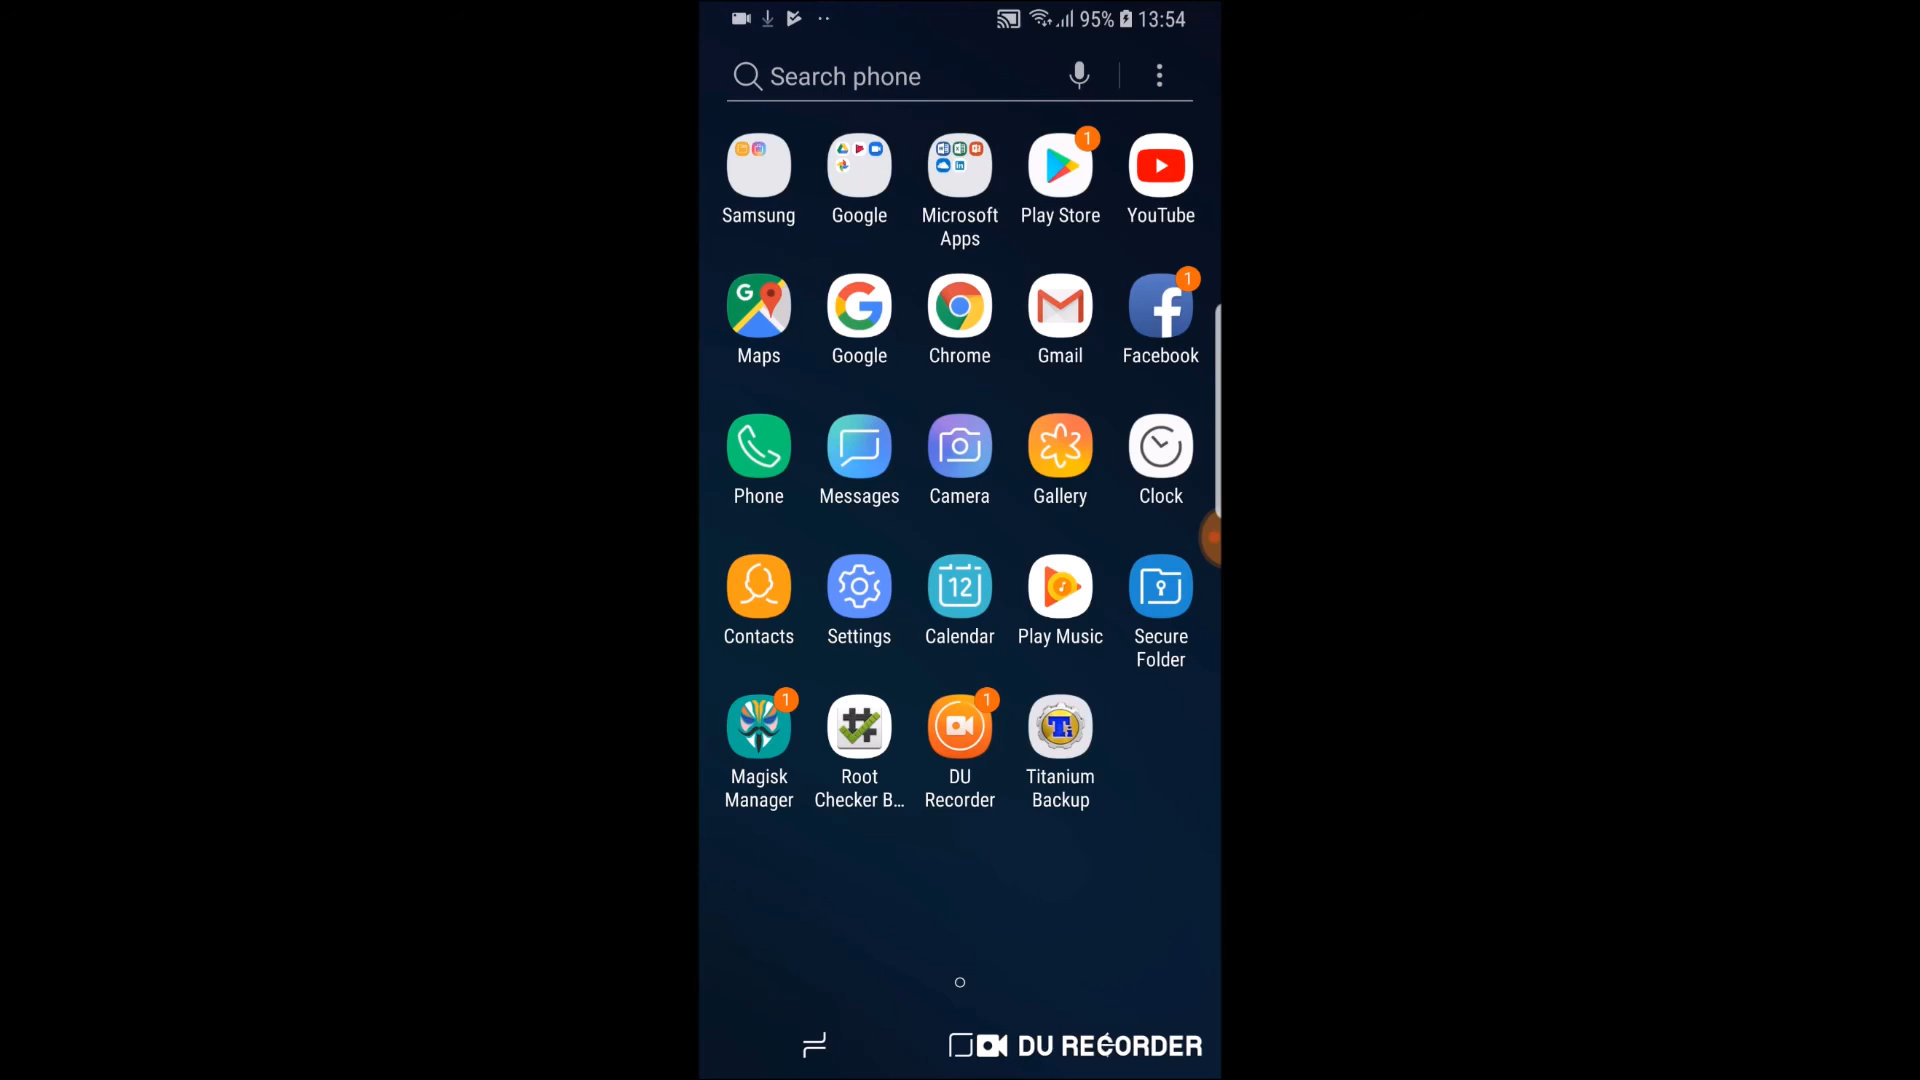 95% 13:54
Search phone
1
Samsung Google Microsoft Apps Play Store YouTube
1
G
Maps Google Chrome Gmail Facebook
Phone Messages Camera Gallery Clock
12
Contacts Settings Calendar Play Music Secure Folder
1 1
Ti
Magisk Manager Root Checker B... DU Recorder Titanium Backup
DU RECORDER